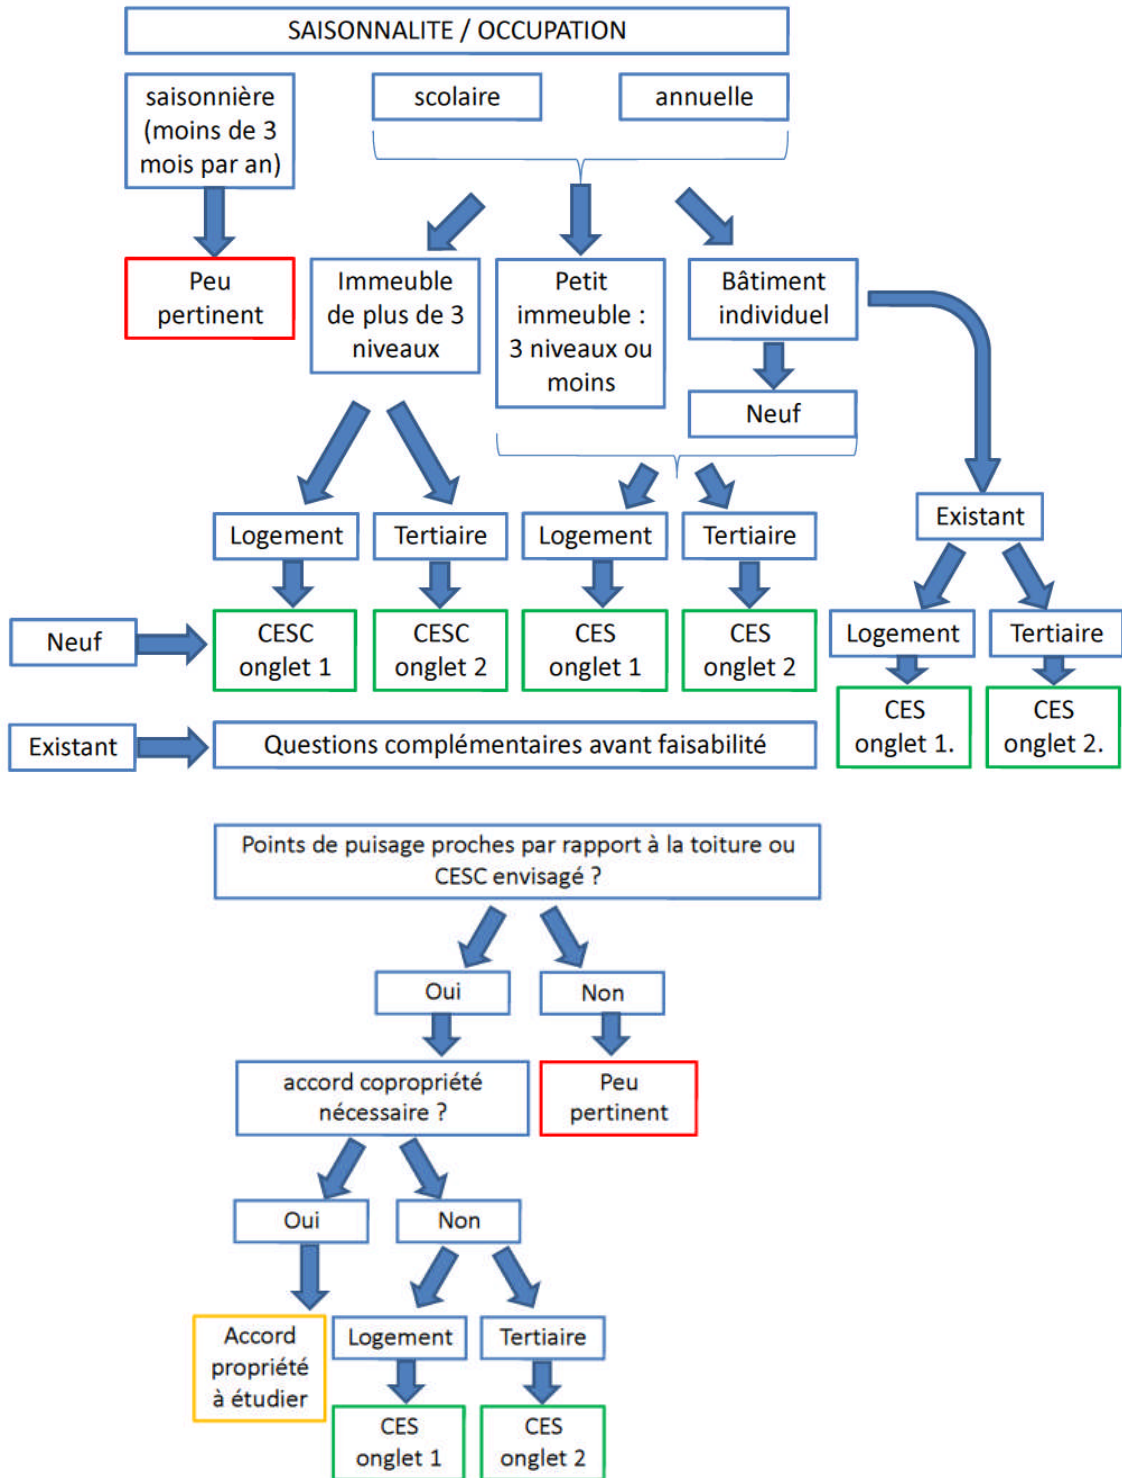 SAISONNALITE / OCCUPATION
saisonnière
(moins de 3
mois par an)
scolaire
annuelle
Peu
pertinent
Immeuble
de plus de 3
niveaux
Petit
immeuble :
3 niveaux ou
moins
Bâtiment
individuel
Neuf
Logement
Tertiaire
Logement
Tertiaire
Existant
Neuf
CESC
onglet 1
CESC
onglet 2
CES
onglet 1
CES
onglet 2
Logement
Tertiaire
CES
onglet 1.
CES
onglet 2.
Existant
Questions complémentaires avant faisabilité
Points de puisage proches par rapport à la toiture ou
CESC envisagé ?
Oui
Non
accord copropriété
nécessaire ?
Peu
pertinent
Oui
Non
Accord
propriété
à étudier
Logement
Tertiaire
CES
onglet 1
CES
onglet 2